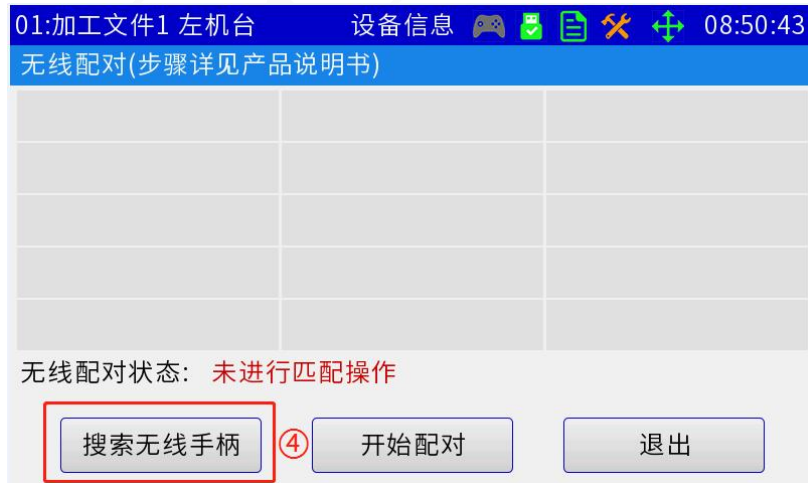 01:加工文件1 左机台 设备信息 08:50:43
无线配对(步骤详见产品说明书)
无线配对状态: 未进行匹配操作
搜索无线手柄 ④ 开始配对 退出